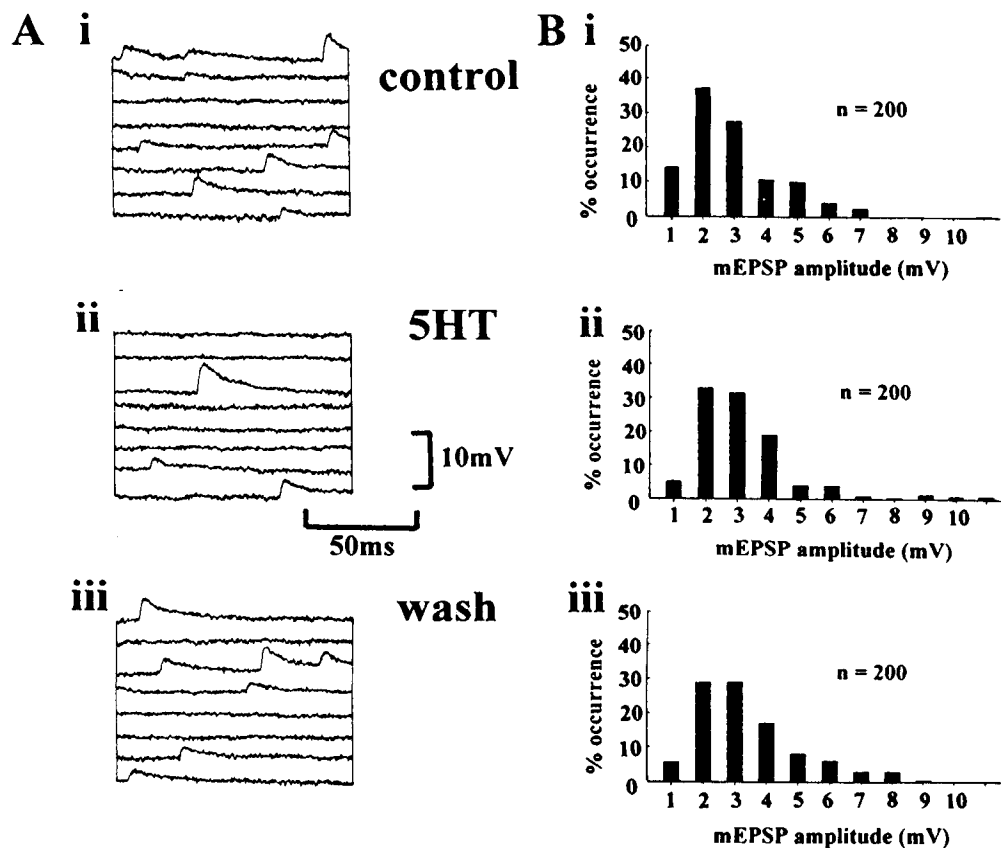 A i
control
ii
5HT
10mV
50ms
iii
wash
B i
50
40
30
20
10
0
% occurrence
n = 200
1 2 3 4 5 6 7 8 9 10
mEPSP amplitude (mV)
ii
50
40
30
20
10
0
% occurrence
n = 200
1 2 3 4 5 6 7 8 9 10
mEPSP amplitude (mV)
iii
50
40
30
20
10
0
% occurrence
n = 200
1 2 3 4 5 6 7 8 9 10
mEPSP amplitude (mV)